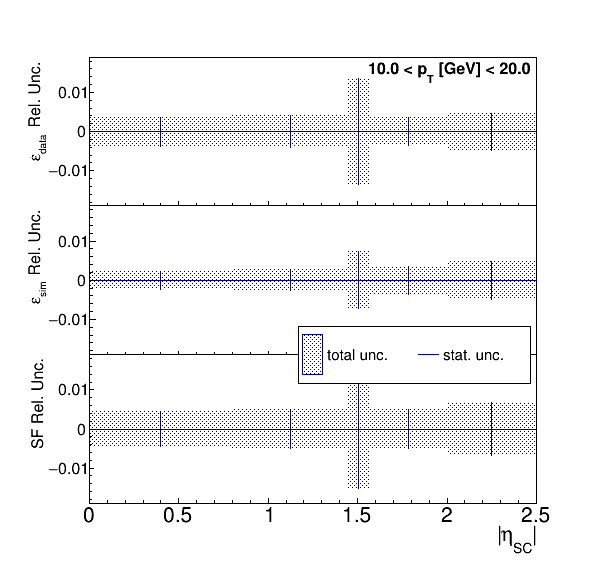 10.0 < p_T [GeV] < 20.0
ε_data Rel. Unc.
0.01
0
−0.01
ε_sim Rel. Unc.
0.01
0
−0.01
total unc. stat. unc.
SF Rel. Unc.
0.01
0
−0.01
0 0.5 1 1.5 2 2.5
|η_SC|